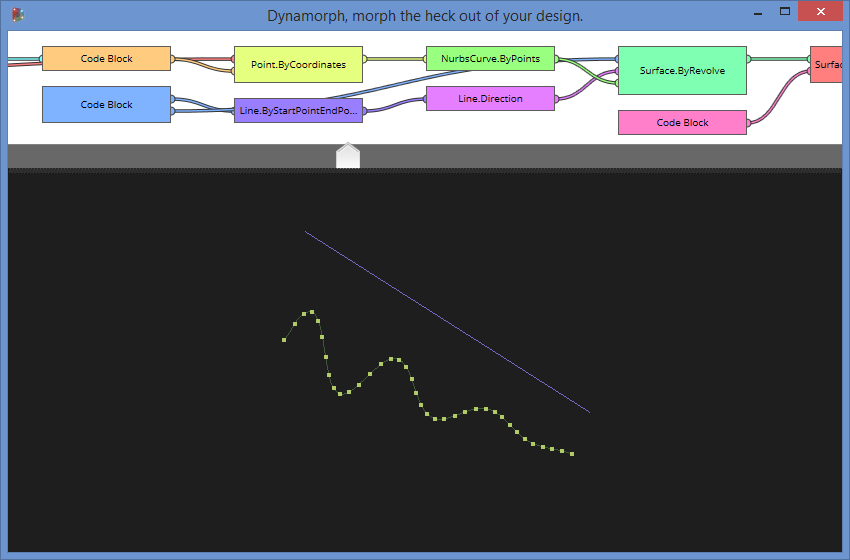 Dynamorph, morph the heck out of your design.
Code Block
Point.ByCoordinates
NurbsCurve.ByPoints
Surface.ByRevolve
Surfac
Code Block
Line.ByStartPointEndPo...
Line.Direction
Code Block